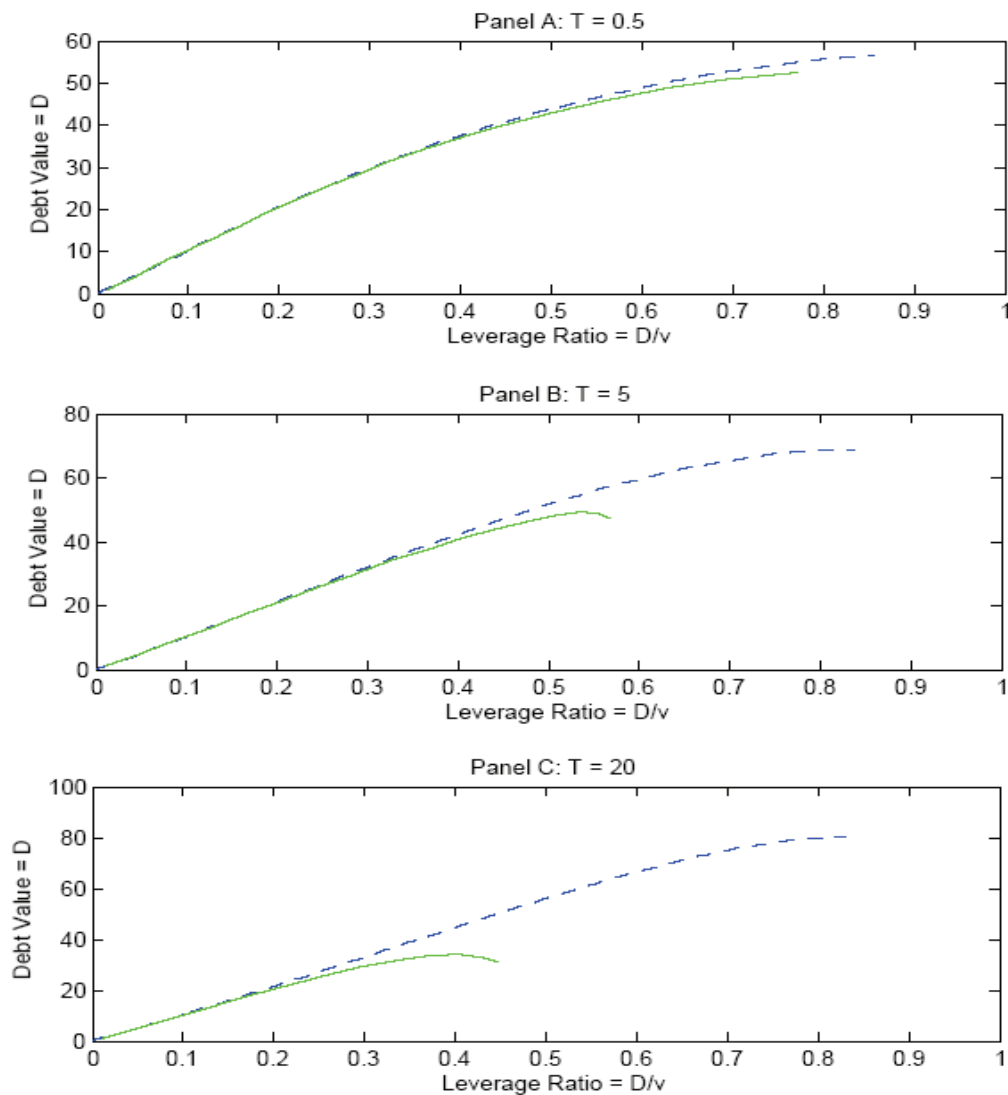 Panel A: T = 0.5
60
50
40
30
20
10
0
Debt Value = D
0 0.1 0.2 0.3 0.4 0.5 0.6 0.7 0.8 0.9 1
Leverage Ratio = D/v
Panel B: T = 5
80
60
40
20
0
Debt Value = D
0 0.1 0.2 0.3 0.4 0.5 0.6 0.7 0.8 0.9 1
Leverage Ratio = D/v
Panel C: T = 20
100
80
60
40
20
0
Debt Value = D
0 0.1 0.2 0.3 0.4 0.5 0.6 0.7 0.8 0.9 1
Leverage Ratio = D/v